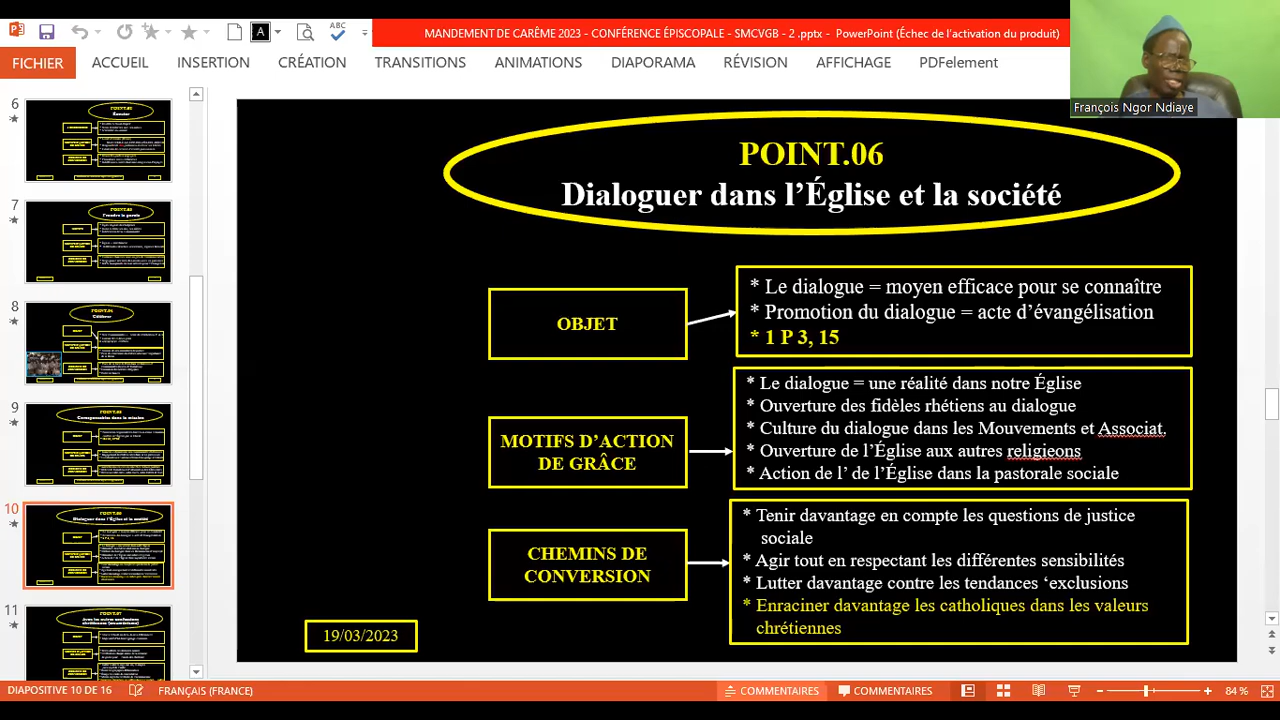 MANDEMENT DE CARÊME 2023 - CONFÉRENCE ÉPISCOPALE - SMCVGB - 2 .pptx - PowerPoint (Échec de l'activation du produit)
ABC
A
FICHIER ACCUEIL INSERTION CRÉATION TRANSITIONS ANIMATIONS DIAPORAMA RÉVISION AFFICHAGE PDFelement
François Ngor Ndiaye
6
7
8
9
10
11
POINT.06
Dialoguer dans l'Église et la société
OBJET
* Le dialogue = moyen efficace pour se connaître
* Promotion du dialogue = acte d'évangélisation
* 1 P 3, 15
MOTIFS D'ACTION
DE GRÂCE
* Le dialogue = une réalité dans notre Église
* Ouverture des fidèles rhétiens au dialogue
* Culture du dialogue dans les Mouvements et Associat.
* Ouverture de l'Église aux autres religieons
* Action de l' de l'Église dans la pastorale sociale
CHEMINS DE
CONVERSION
* Tenir davantage en compte les questions de justice
sociale
* Agir tout en respectant les différentes sensibilités
* Lutter davantage contre les tendances 'exclusions
* Enraciner davantage les catholiques dans les valeurs
chrétiennes
19/03/2023
DIAPOSITIVE 10 DE 16 FRANÇAIS (FRANCE) COMMENTAIRES COMMENTAIRES 84 %